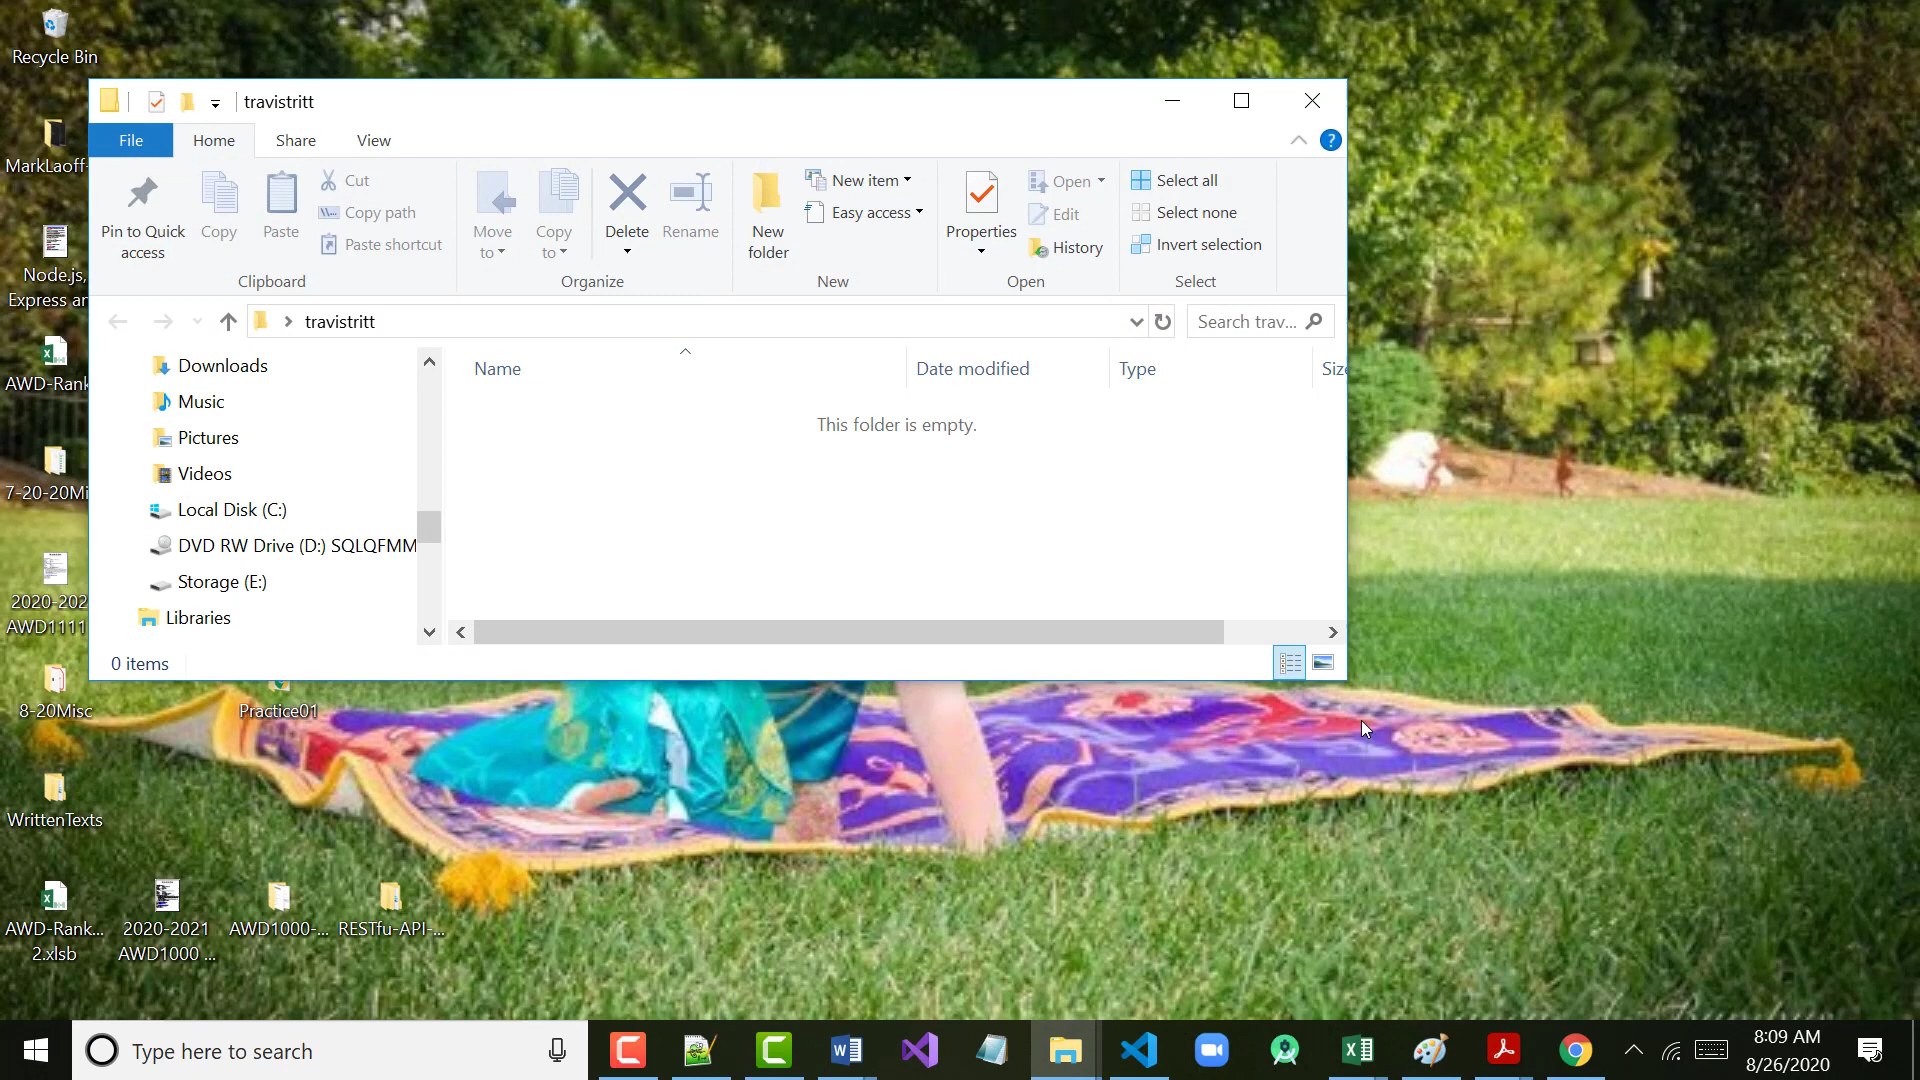 Recycle Bin
travistritt
File Home Share View
Pin to Quick access
Copy
Paste
Cut
Copy path
Paste shortcut
Clipboard
Move to
Copy to
Delete
Rename
Organize
New folder
New item
Easy access
New
Properties
Open
Edit
History
Open
Select all
Select none
Invert selection
Select
travistritt
Search trav...
Downloads
Music
Pictures
Videos
Local Disk (C:)
DVD RW Drive (D:) SQLQFMM
Storage (E:)
Libraries
Name Date modified Type Size
This folder is empty.
0 items
MarkLaoff-
Node.js,
Express an
AWD-Rank
7-20-20Mi
2020-202
AWD1111
8-20Misc
Practice01
WrittenTexts
AWD-Rank...
2.xlsb
2020-2021
AWD1000 ...
AWD1000-...
RESTfu-API-...
Type here to search
8:09 AM
8/26/2020